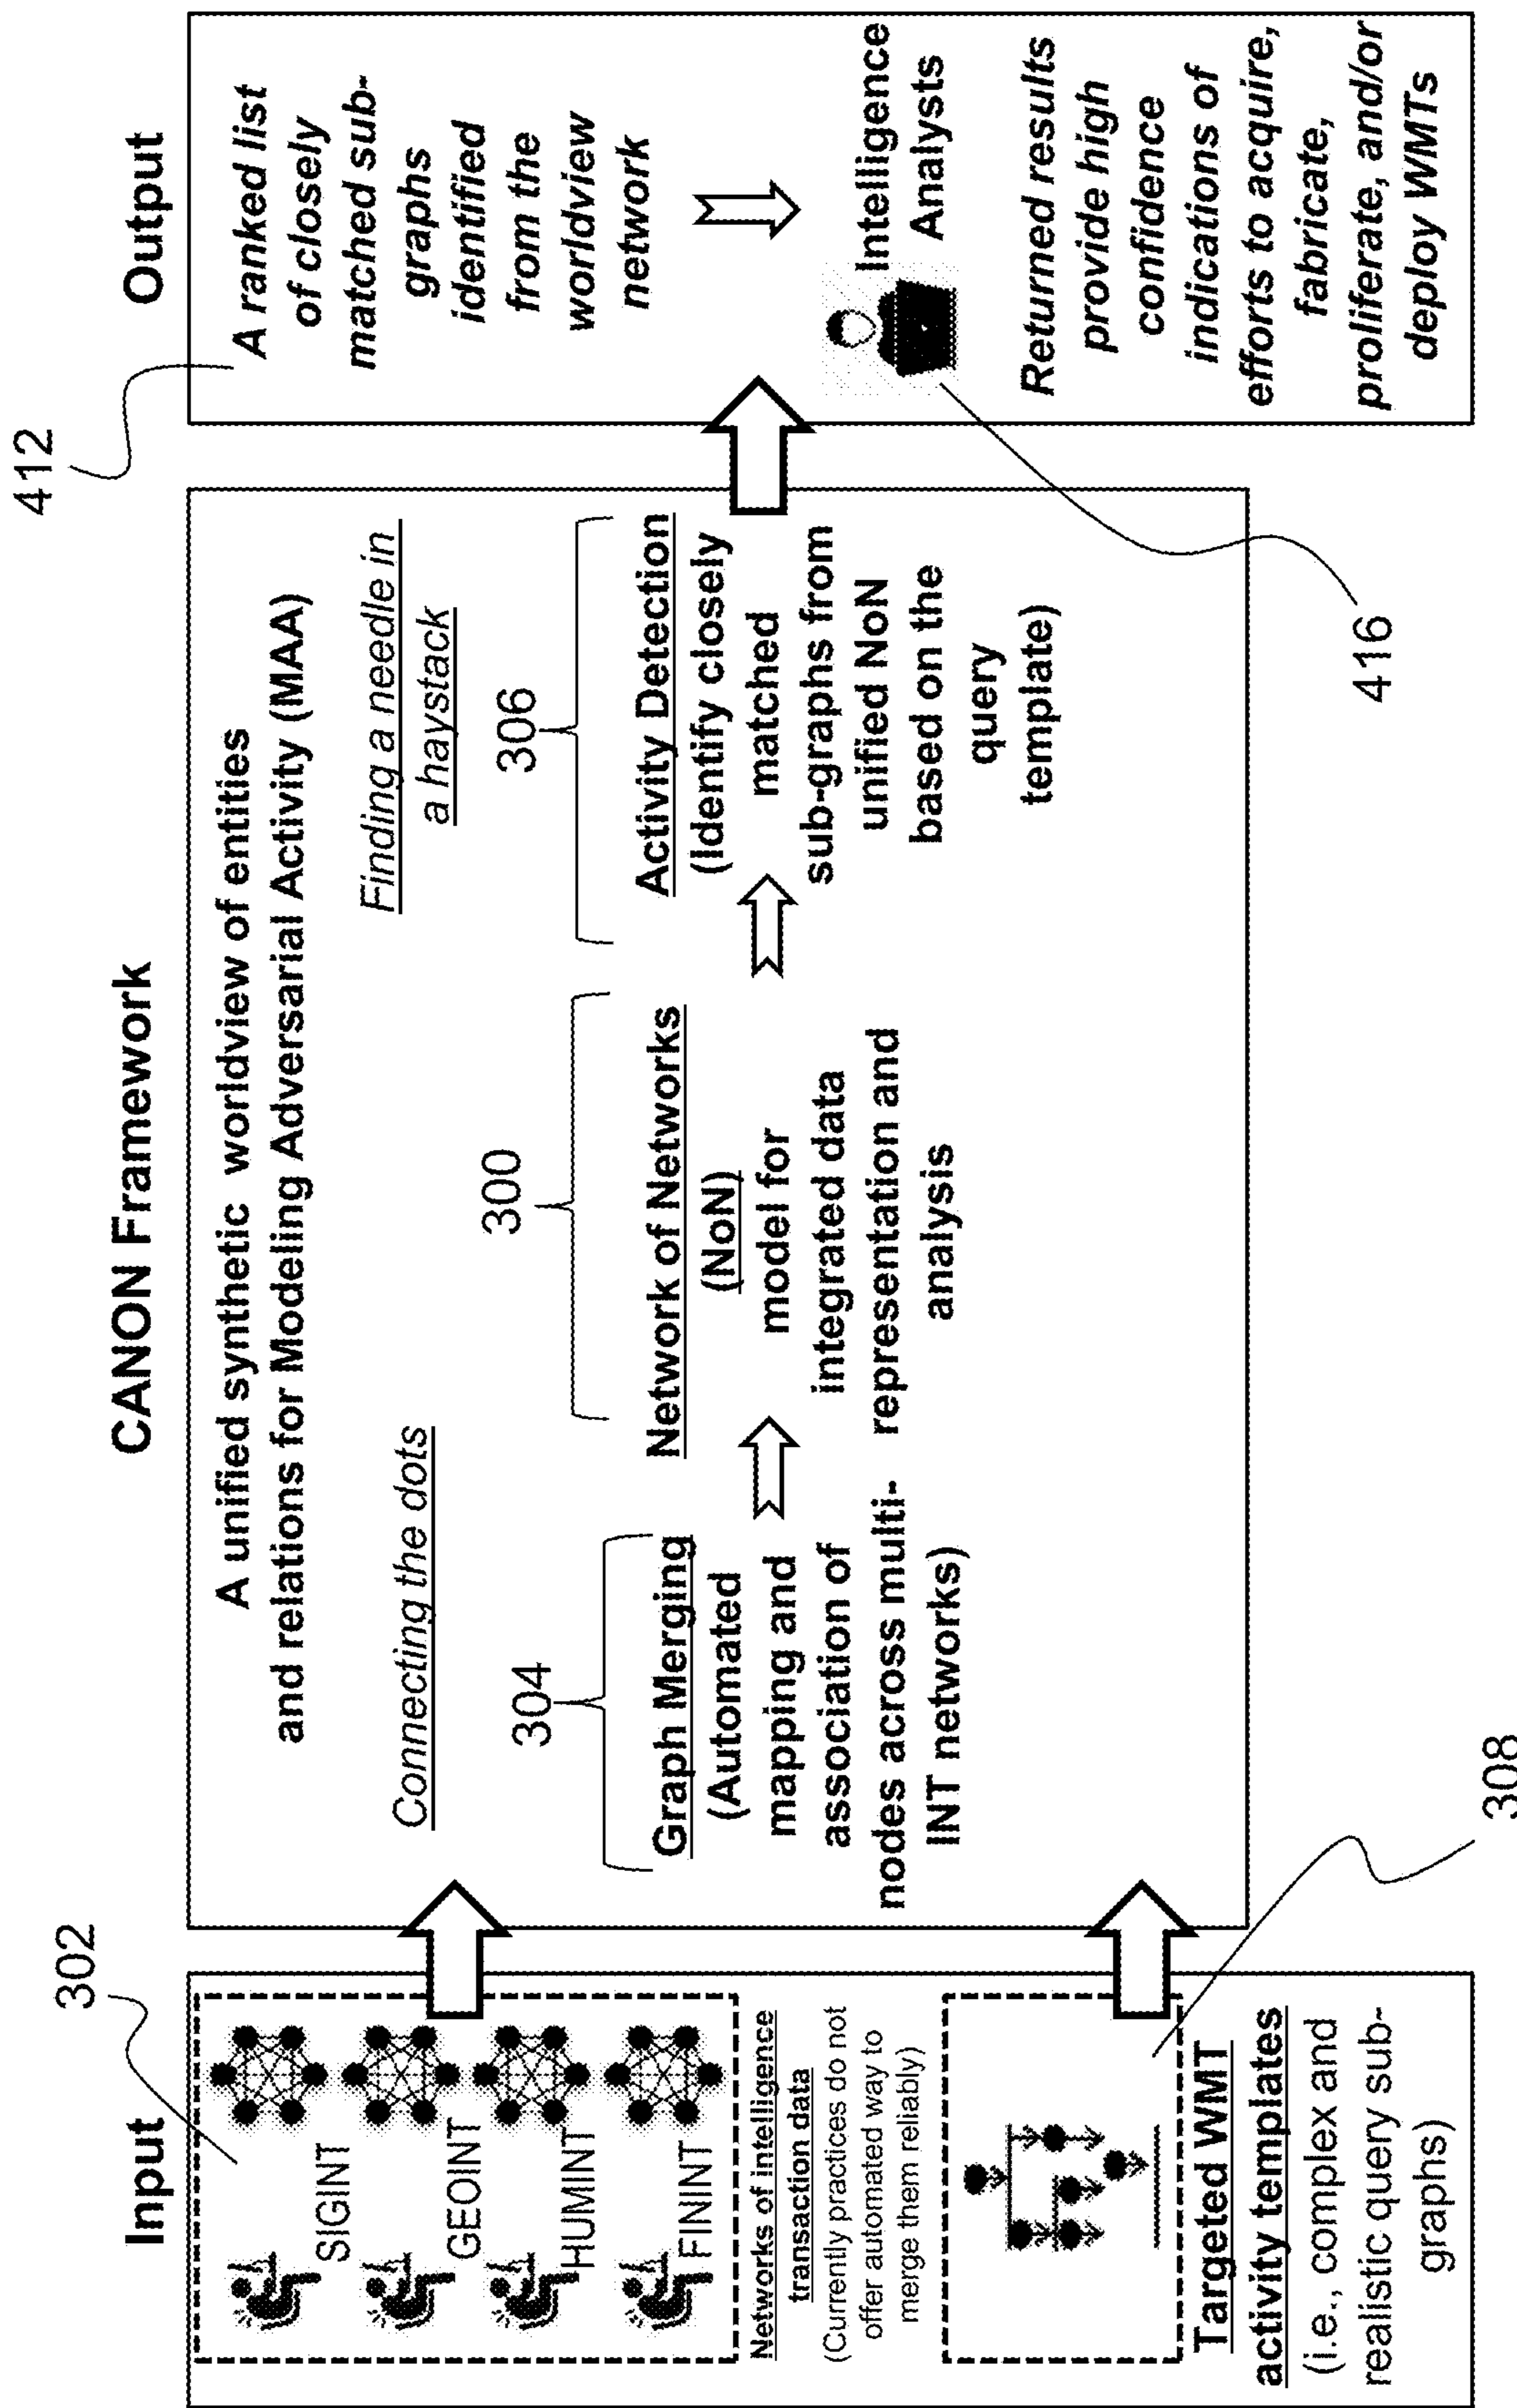 Input
302
SIGINT
GEOINT
HUMINT
FININT
Networks of intelligence
transaction data
(Currently practices do not
offer automated way to
merge them reliably)
Targeted WMT
activity templates
(i.e., complex and
realistic query sub-
graphs)
308
CANON Framework
A unified synthetic worldview of entities
and relations for Modeling Adversarial Activity (MAA)
Connecting the dots
304
Graph Merging
(Automated
mapping and
association of
nodes across multi-
INT networks)
300
Network of Networks
(NoN)
model for
integrated data
representation and
analysis
Finding a needle in
a haystack
306
Activity Detection
(Identify closely
matched
sub-graphs from
unified NoN
based on the
query
template)
Output
412
A ranked list
of closely
matched sub-
graphs
identified
from the
worldview
network
Intelligence
Analysts
416
Returned results
provide high
confidence
indications of
efforts to acquire,
fabricate,
proliferate, and/or
deploy WMTs